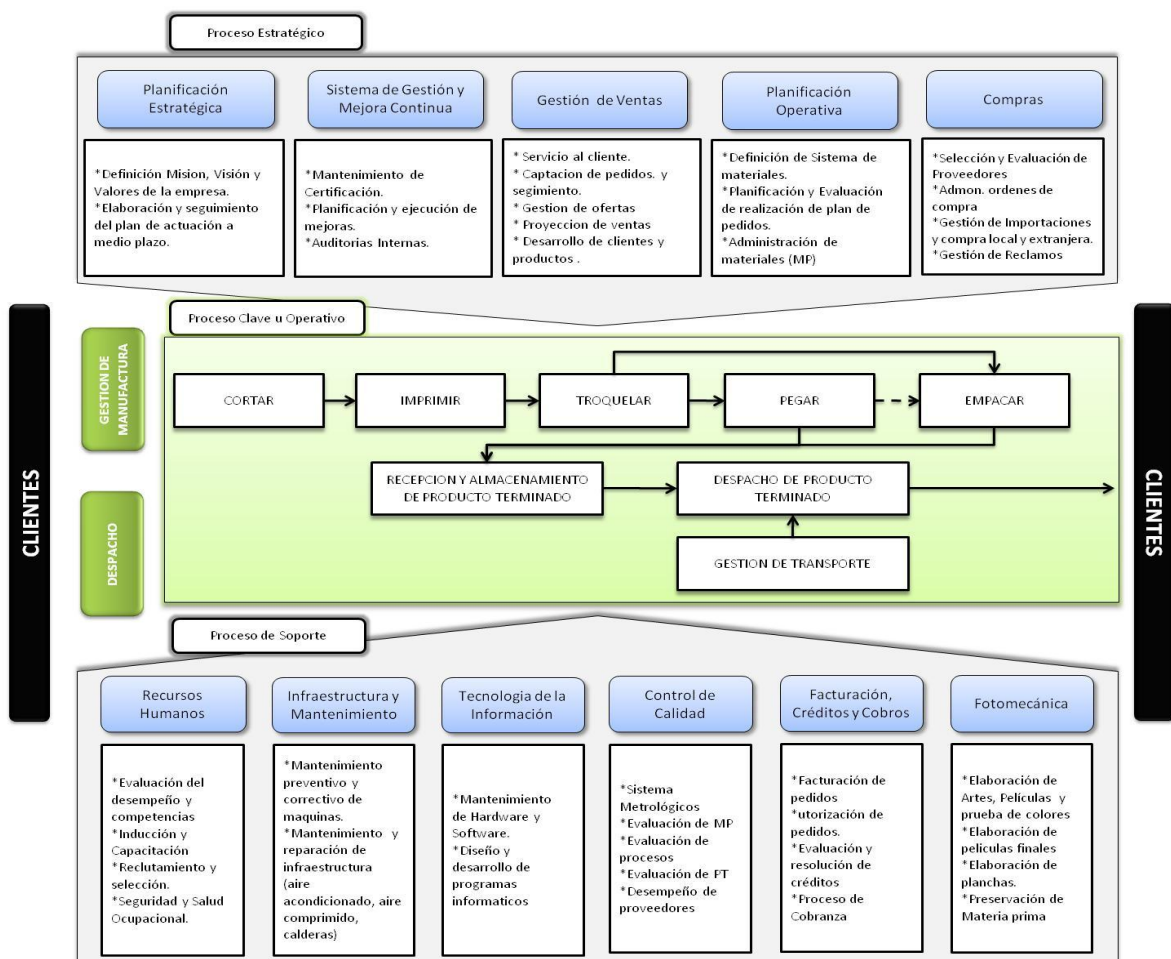 Proceso Estratégico
Planificación
Estratégica
Sistema de Gestión y
Mejora Continua
Gestión de Ventas
Planificación
Operativa
Compras
*Definición Mision, Visión y
Valores de la empresa.
*Elaboración y seguimiento
del plan de actuación a
medio plazo.
*Mantenimiento de
Certificación.
*Planificación y ejecución de
mejoras.
*Auditorias Internas.
* Servicio al cliente.
* Captacion de pedidos. y
segimiento.
* Gestion de ofertas
* Proyeccion de ventas
* Desarrollo de clientes y
productos .
*Definición de Sistema de
materiales.
*Planificación y Evaluación
de realización de plan de
pedidos.
*Administración de
materiales (MP)
*Selección y Evaluación de
Proveedores
*Admon. ordenes de
compra
*Gestión de Importaciones
y compra local y extranjera.
*Gestión de Reclamos
CLIENTES
Proceso Clave u Operativo
GESTION DE
MANUFACTURA
CORTAR
IMPRIMIR
TROQUELAR
PEGAR
EMPACAR
DESPACHO
RECEPCION Y ALMACENAMIENTO
DE PRODUCTO TERMINADO
DESPACHO DE PRODUCTO
TERMINADO
GESTION DE TRANSPORTE
CLIENTES
Proceso de Soporte
Recursos
Humanos
Infraestructura y
Mantenimiento
Tecnologia de la
Información
Control de
Calidad
Facturación,
Créditos y Cobros
Fotomecánica
*Evaluación del
desempeño y
competencias
*Inducción y
Capacitación
*Reclutamiento y
selección.
*Seguridad y Salud
Ocupacional.
*Mantenimiento
preventivo y
correctivo de
maquinas.
*Mantenimiento y
reparación de
infraestructura
(aire
acondicionado, aire
comprimido,
calderas)
*Mantenimiento
de Hardware y
Software.
*Diseño y
desarrollo de
programas
informaticos
*Sistema
Metrológicos
*Evaluación de MP
*Evaluación de
procesos
*Evaluación de PT
*Desempeño de
proveedores
*Facturación de
pedidos
*utorización de
pedidos.
*Evaluación y
resolución de
créditos
*Proceso de
Cobranza
*Elaboración de
Artes, Películas y
prueba de colores
*Elaboración de
peliculas finales
*Elaboración de
planchas.
*Preservación de
Materia prima